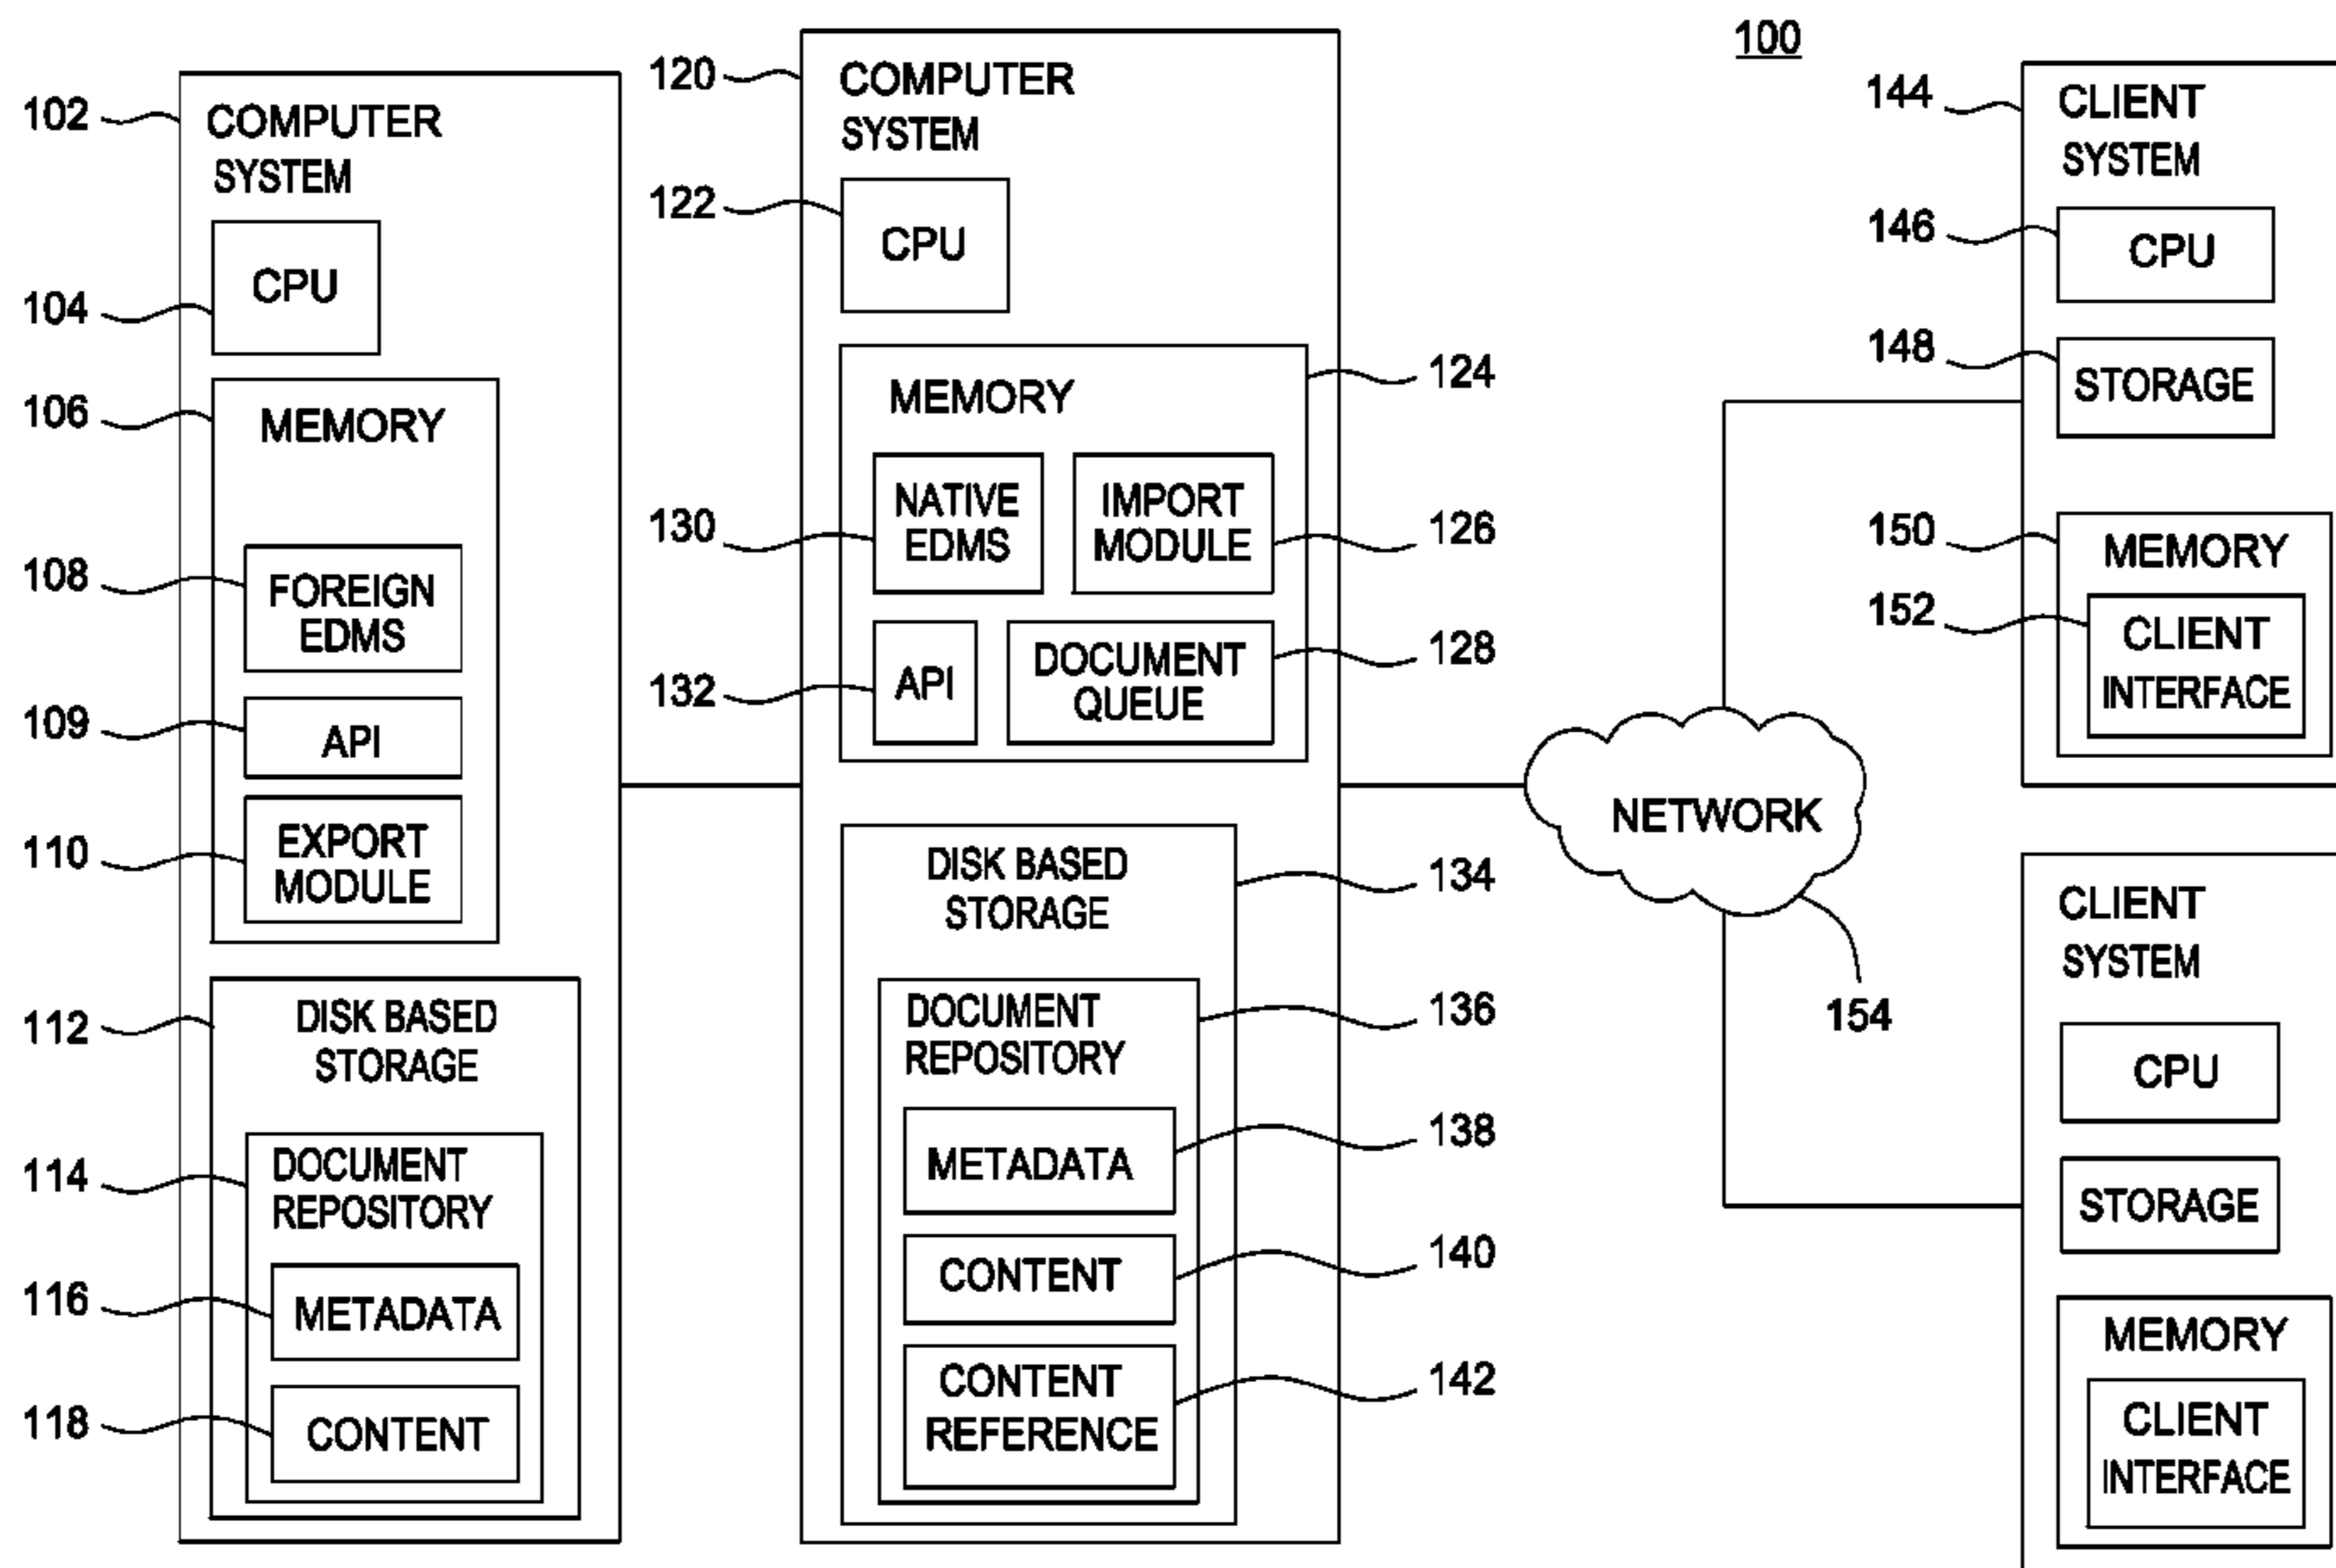 100
102
COMPUTER
SYSTEM
104
CPU
106
MEMORY
108
FOREIGN
EDMS
109
API
110
EXPORT
MODULE
112
DISK BASED
STORAGE
114
DOCUMENT
REPOSITORY
116
METADATA
118
CONTENT
120
COMPUTER
SYSTEM
122
CPU
124
MEMORY
130
NATIVE
EDMS
IMPORT
MODULE
126
132
API
DOCUMENT
QUEUE
128
DISK BASED
STORAGE
134
DOCUMENT
REPOSITORY
136
METADATA
138
CONTENT
140
CONTENT
REFERENCE
142
NETWORK
154
144
CLIENT
SYSTEM
146
CPU
148
STORAGE
150
MEMORY
152
CLIENT
INTERFACE
CLIENT
SYSTEM
CPU
STORAGE
MEMORY
CLIENT
INTERFACE